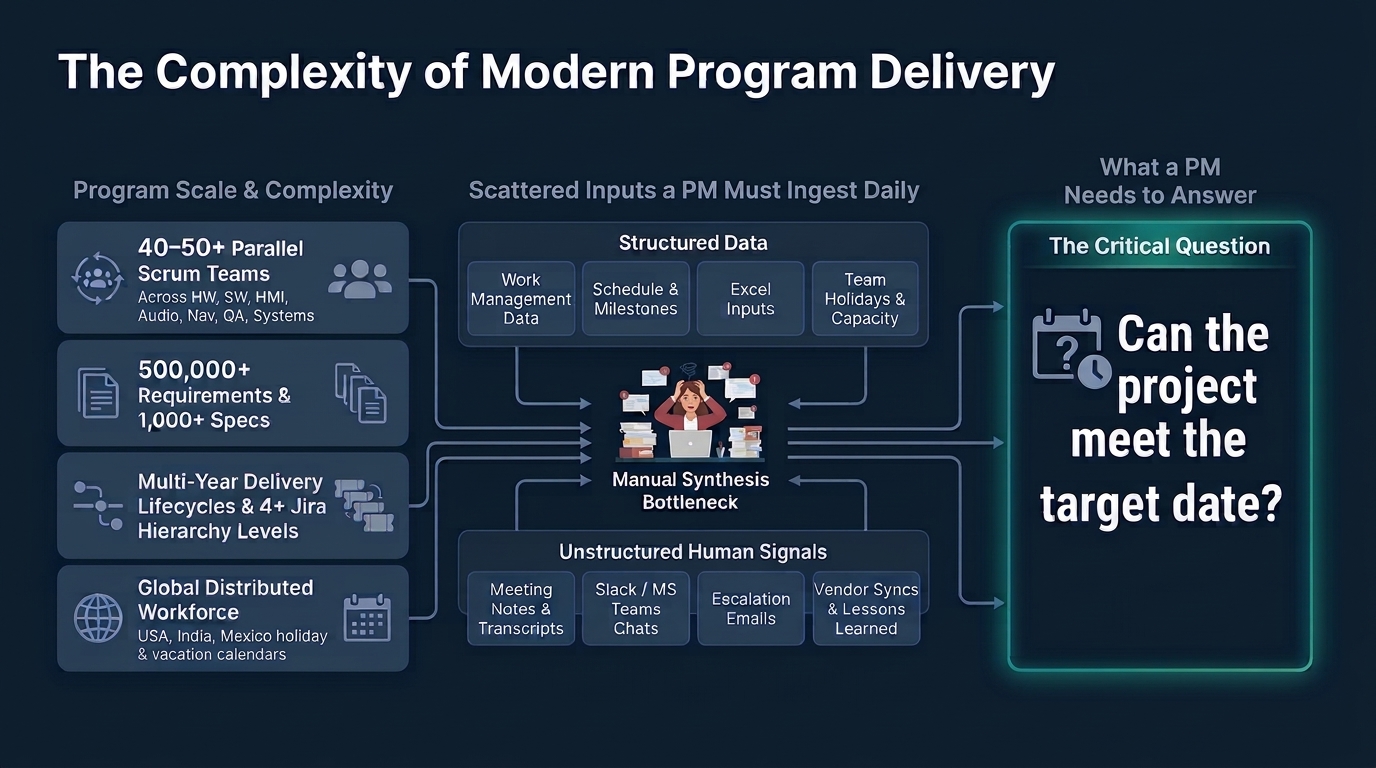 The Complexity of Modern Program Delivery
Program Scale & Complexity
40–50+ Parallel
Scrum Teams
Across HW, SW, HMI,
Audio, Nav, QA, Systems
500,000+
Requirements &
1,000+ Specs
Multi-Year Delivery
Lifecycles & 4+ Jira
Hierarchy Levels
Global Distributed
Workforce
USA, India, Mexico holiday
& vacation calendars
Scattered Inputs a PM Must Ingest Daily
Structured Data
Work
Management
Data
Schedule &
Milestones
Excel
Inputs
Team
Holidays &
Capacity
Manual Synthesis
Bottleneck
Unstructured Human Signals
Meeting
Notes &
Transcripts
Slack / MS
Teams
Chats
Escalation
Emails
Vendor Syncs
& Lessons
Learned
What a PM
Needs to Answer
The Critical Question
?
Can the
project
meet the
target date?